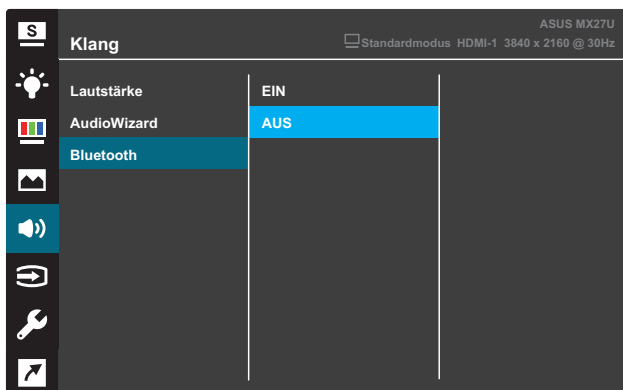 S
ASUS MX27U
Klang
Standardmodus HDMI-1 3840 x 2160 @ 30Hz
Lautstärke
EIN
AudioWizard
AUS
Bluetooth